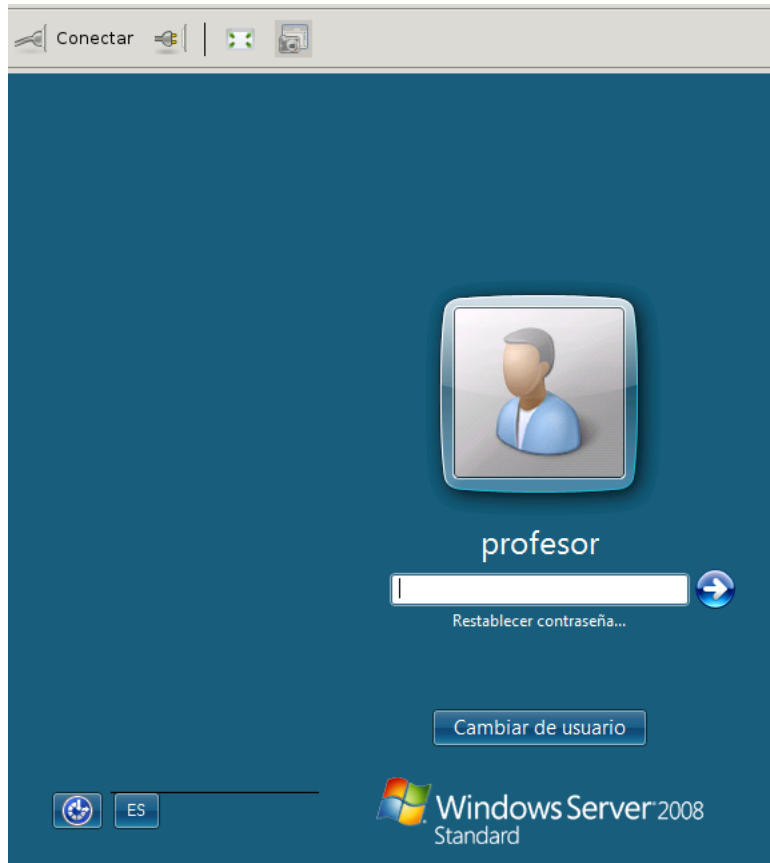 Conectar
profesor
Restablecer contraseña...
Cambiar de usuario
ES
Windows Server 2008
Standard